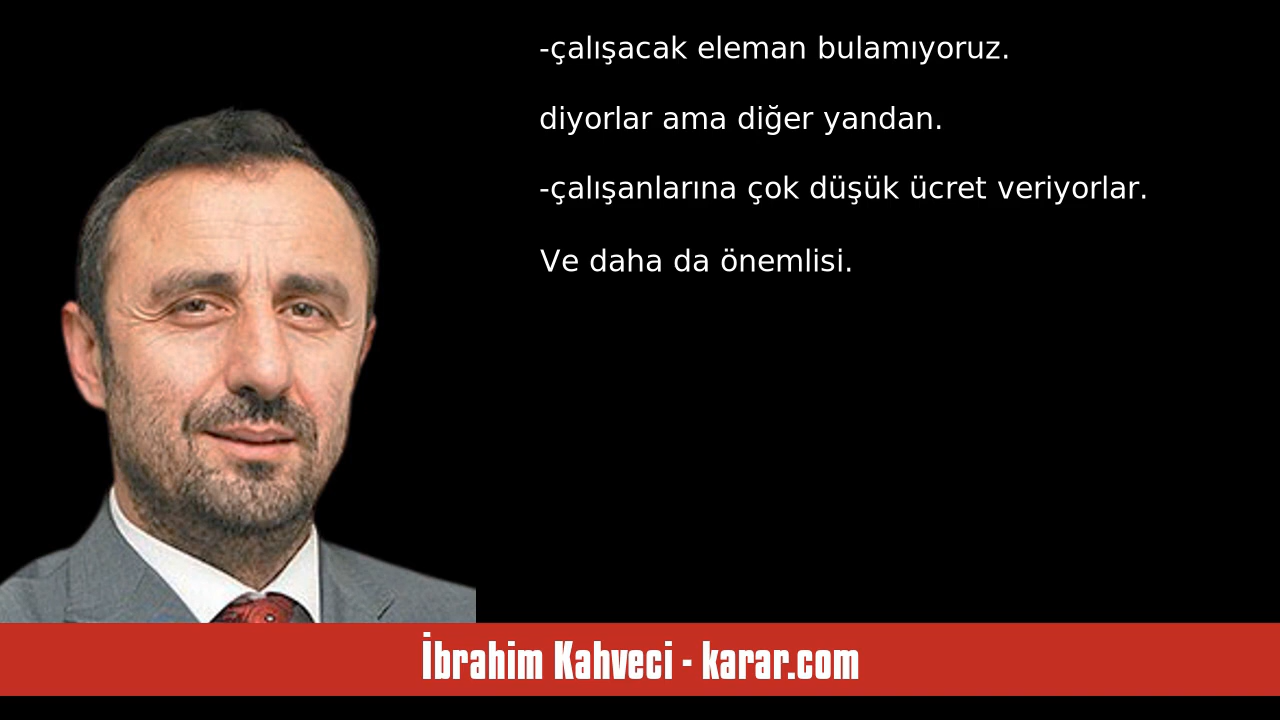 -çalışacak eleman bulamıyoruz.
diyorlar ama diğer yandan.
-çalışanlarına çok düşük ücret veriyorlar.
Ve daha da önemlisi.
İbrahim Kahveci - karar.com